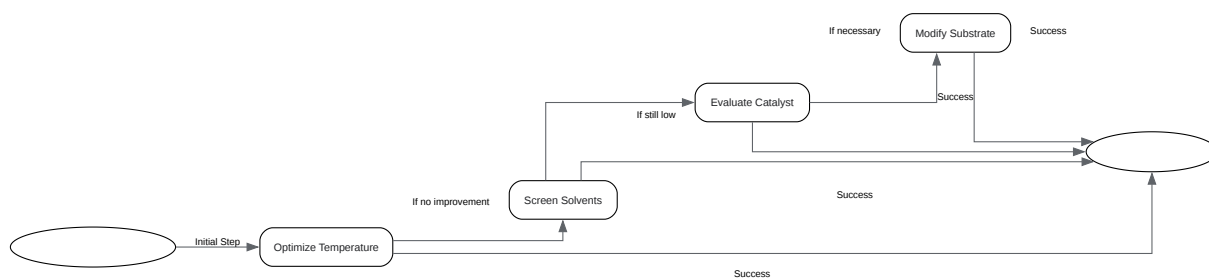 If necessary
Modify Substrate
Success
Evaluate Catalyst
Success
If still low
Success
If no improvement
Screen Solvents
Initial Step
Optimize Temperature
Success